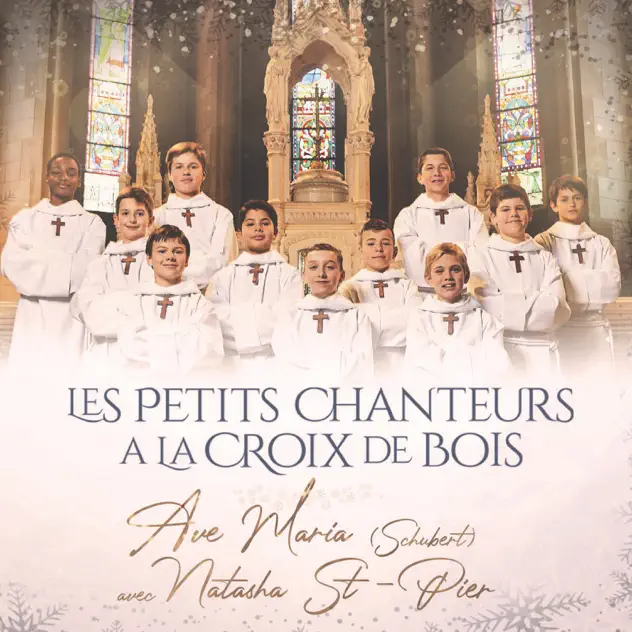 LES PETITS CHANTEURS
A LA CROIX DE BOIS
Ave Maria (Schubert)
avec Natasha St-Pier